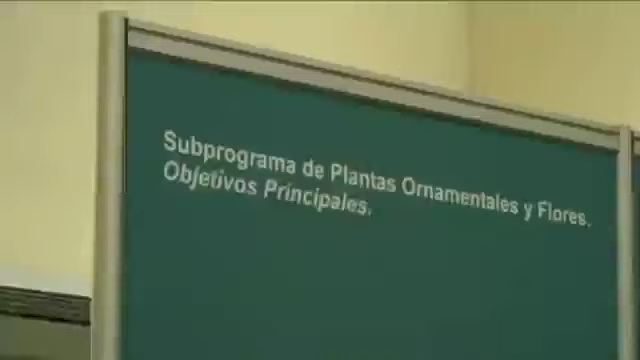 Subprograma de Plantas Ornamentales y Flores.
Objetivos Principales.